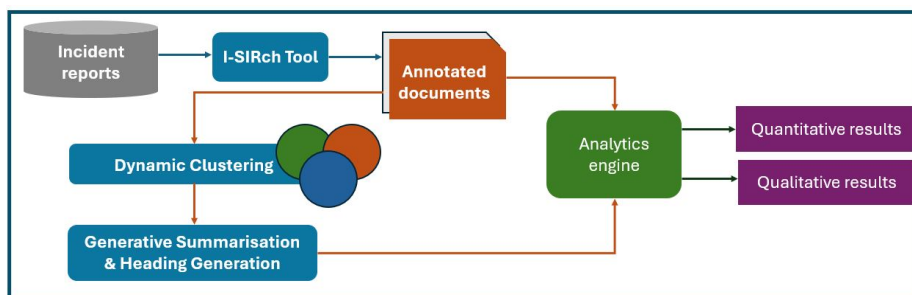 Incident
reports
I-SIRch Tool
Annotated
documents
Dynamic Clustering
Generative Summarisation
& Heading Generation
Analytics
engine
Quantitative results
Qualitative results